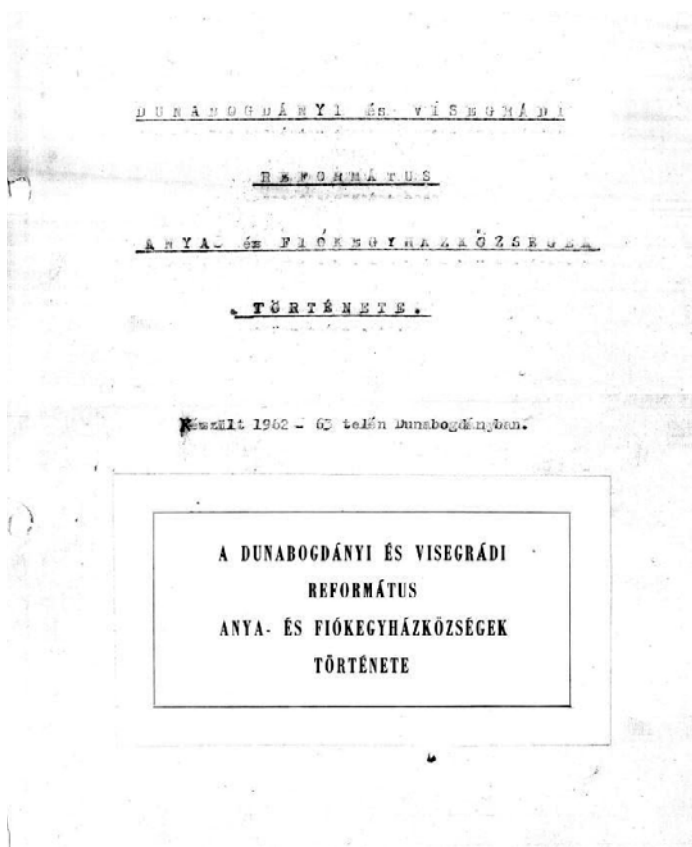 DUNABOGDÁNYI és VISEGRÁDI
REFORMÁTUS
ANYA- és FIÓKEGYHÁZKÖZSÉGEK
TÖRTÉNETE.
Készült 1962 - 63 telén Dunabogdányban.
A DUNABOGDÁNYI ÉS VISEGRÁDI
REFORMÁTUS
ANYA- ÉS FIÓKEGYHÁZKÖZSÉGEK
TÖRTÉNETE